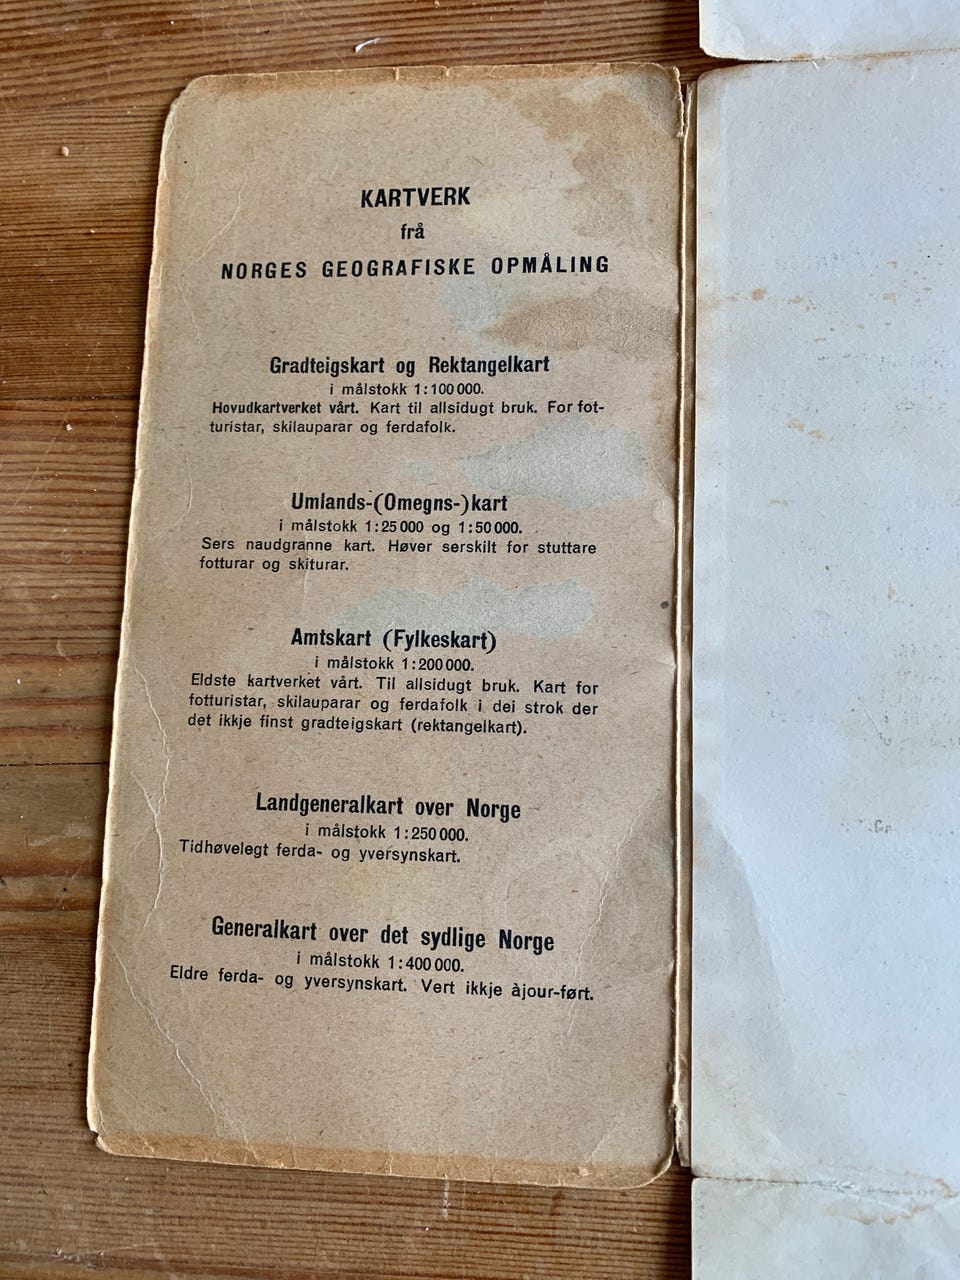 KARTVERK
frå
NORGES GEOGRAFISKE OPMÅLING
Gradteigskart og Rektangelkart
i målstokk 1:100 000.
Hovudkartverket vårt. Kart til allsidugt bruk. For fot-
turistar, skilauparar og ferdafolk.
Umlands-(Omegns-)kart
i målstokk 1:25 000 og 1:50 000.
Sers naudgranne kart. Høver serskilt for stuttare
fotturar og skiturar.
Amtskart (Fylkeskart)
i målstokk 1:200 000.
Eldste kartverket vårt. Til allsidugt bruk. Kart for
fotturistar, skilauparar og ferdafolk i dei strok der
det ikkje finst gradteigskart (rektangelkart).
Landgeneralkart over Norge
i målstokk 1:250 000.
Tidhøvelegt ferda- og yversynskart.
Generalkart over det sydlige Norge
i målstokk 1:400 000.
Eldre ferda- og yversynskart. Vert ikkje àjour-ført.